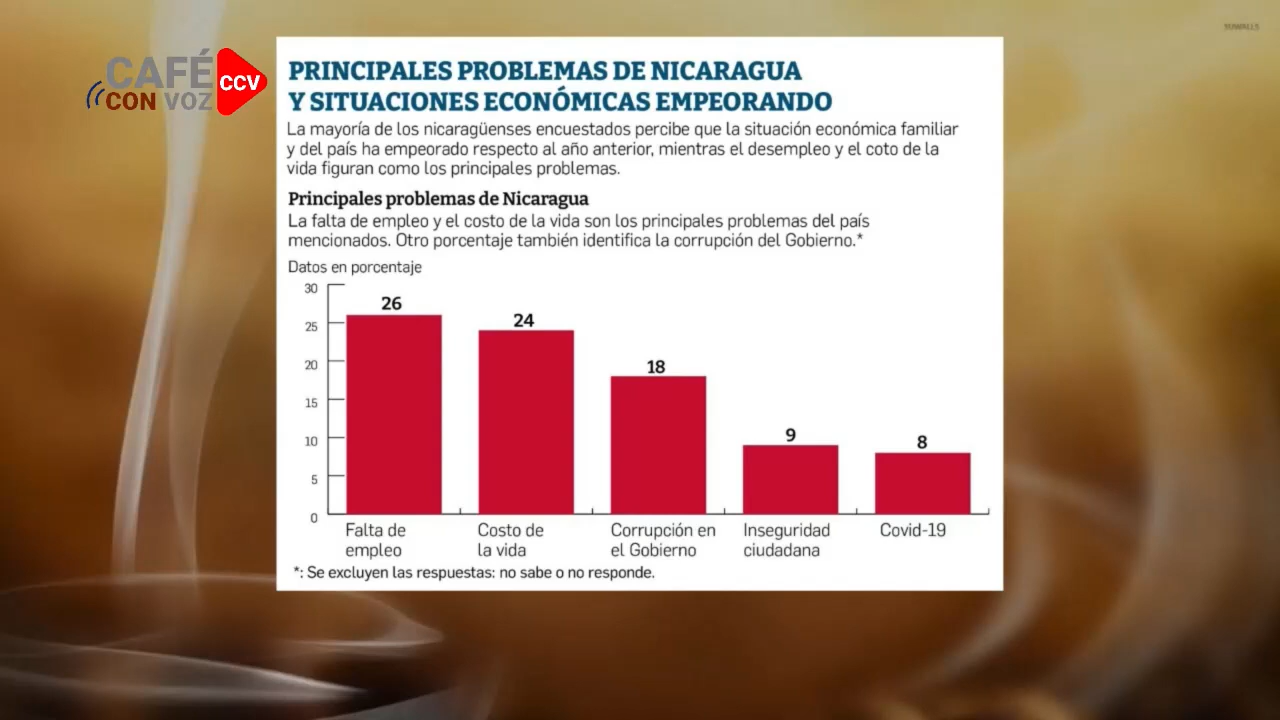 9UWALLS
CAFÉ
CON VOZ
CCV
PRINCIPALES PROBLEMAS DE NICARAGUA
Y SITUACIONES ECONÓMICAS EMPEORANDO
La mayoría de los nicaragüenses encuestados percibe que la situación económica familiar
y del país ha empeorado respecto al año anterior, mientras el desempleo y el coto de la
vida figuran como los principales problemas.
Principales problemas de Nicaragua
La falta de empleo y el costo de la vida son los principales problemas del país
mencionados. Otro porcentaje también identifica la corrupción del Gobierno.*
Datos en porcentaje
30
25
20
15
10
5
0
26
24
18
9
8
Falta de
empleo
Costo de
la vida
Corrupción en
el Gobierno
Inseguridad
ciudadana
Covid-19
*: Se excluyen las respuestas: no sabe o no responde.